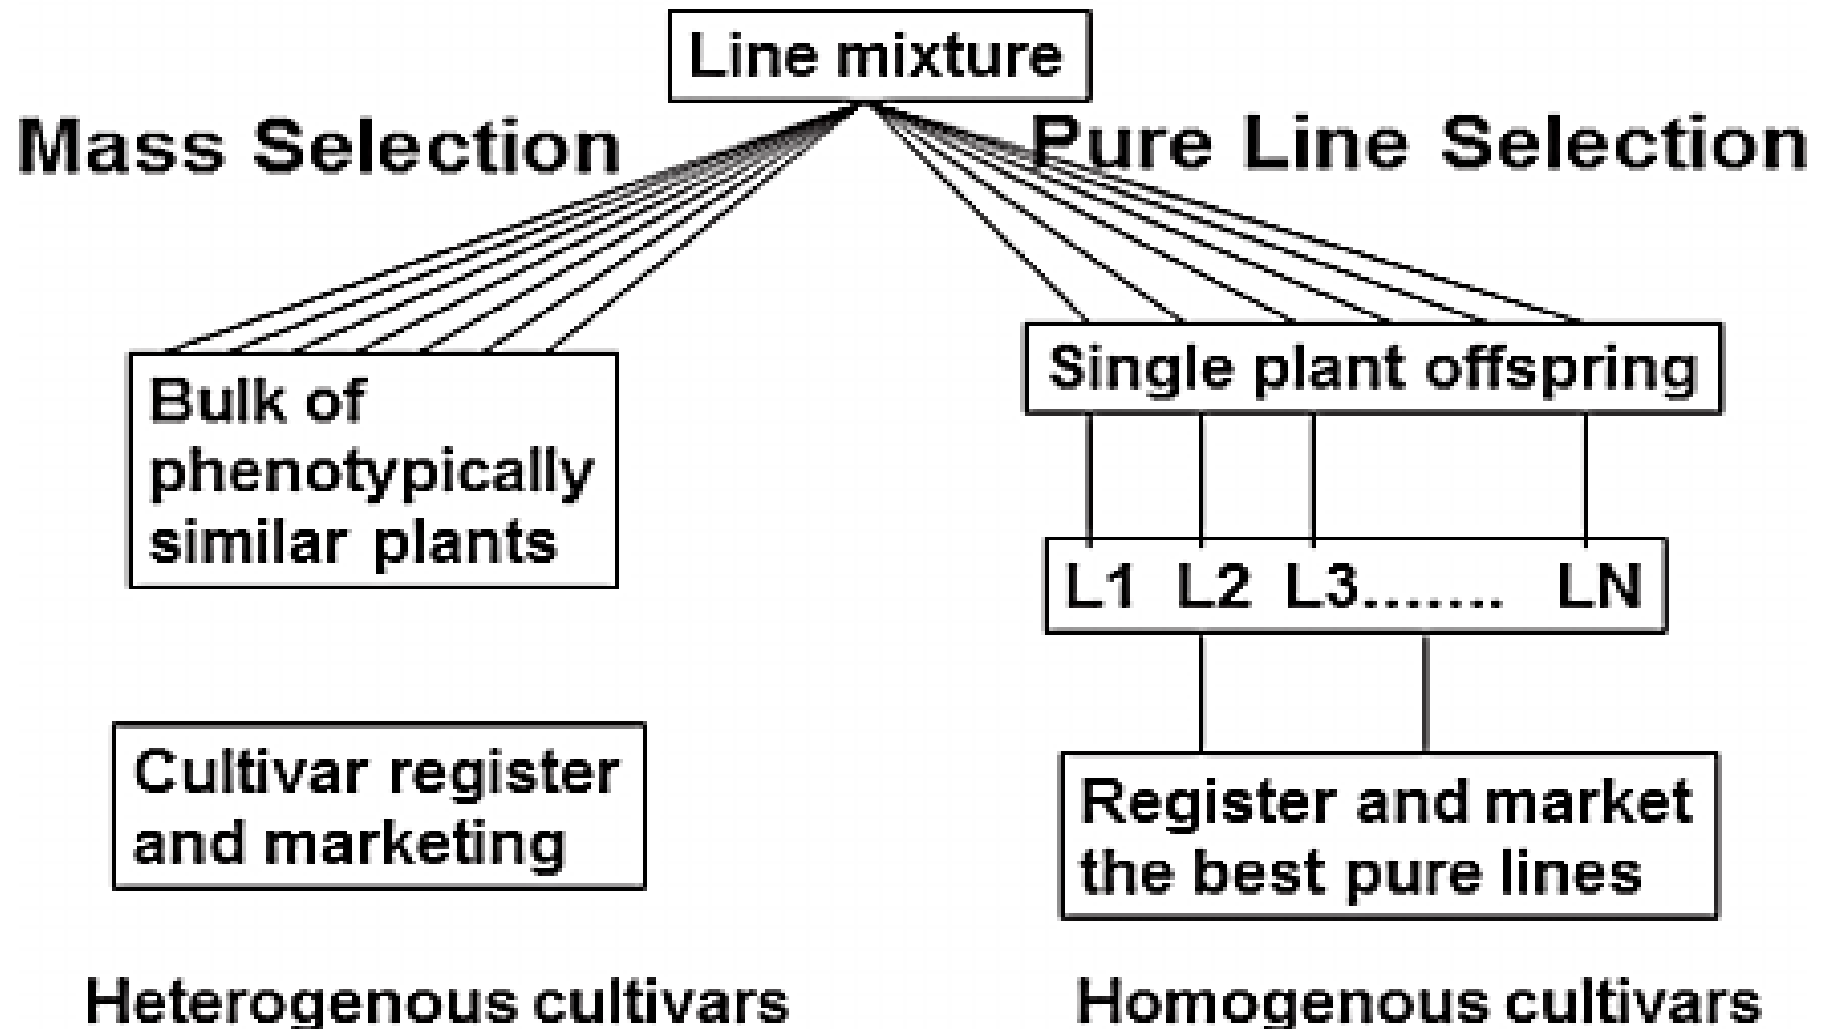 Line mixture
Mass Selection
Pure Line Selection
Bulk of
phenotypically
similar plants
Single plant offspring
L1 L2 L3....... LN
Cultivar register
and marketing
Register and market
the best pure lines
Heterogenous cultivars
Homogenous cultivars